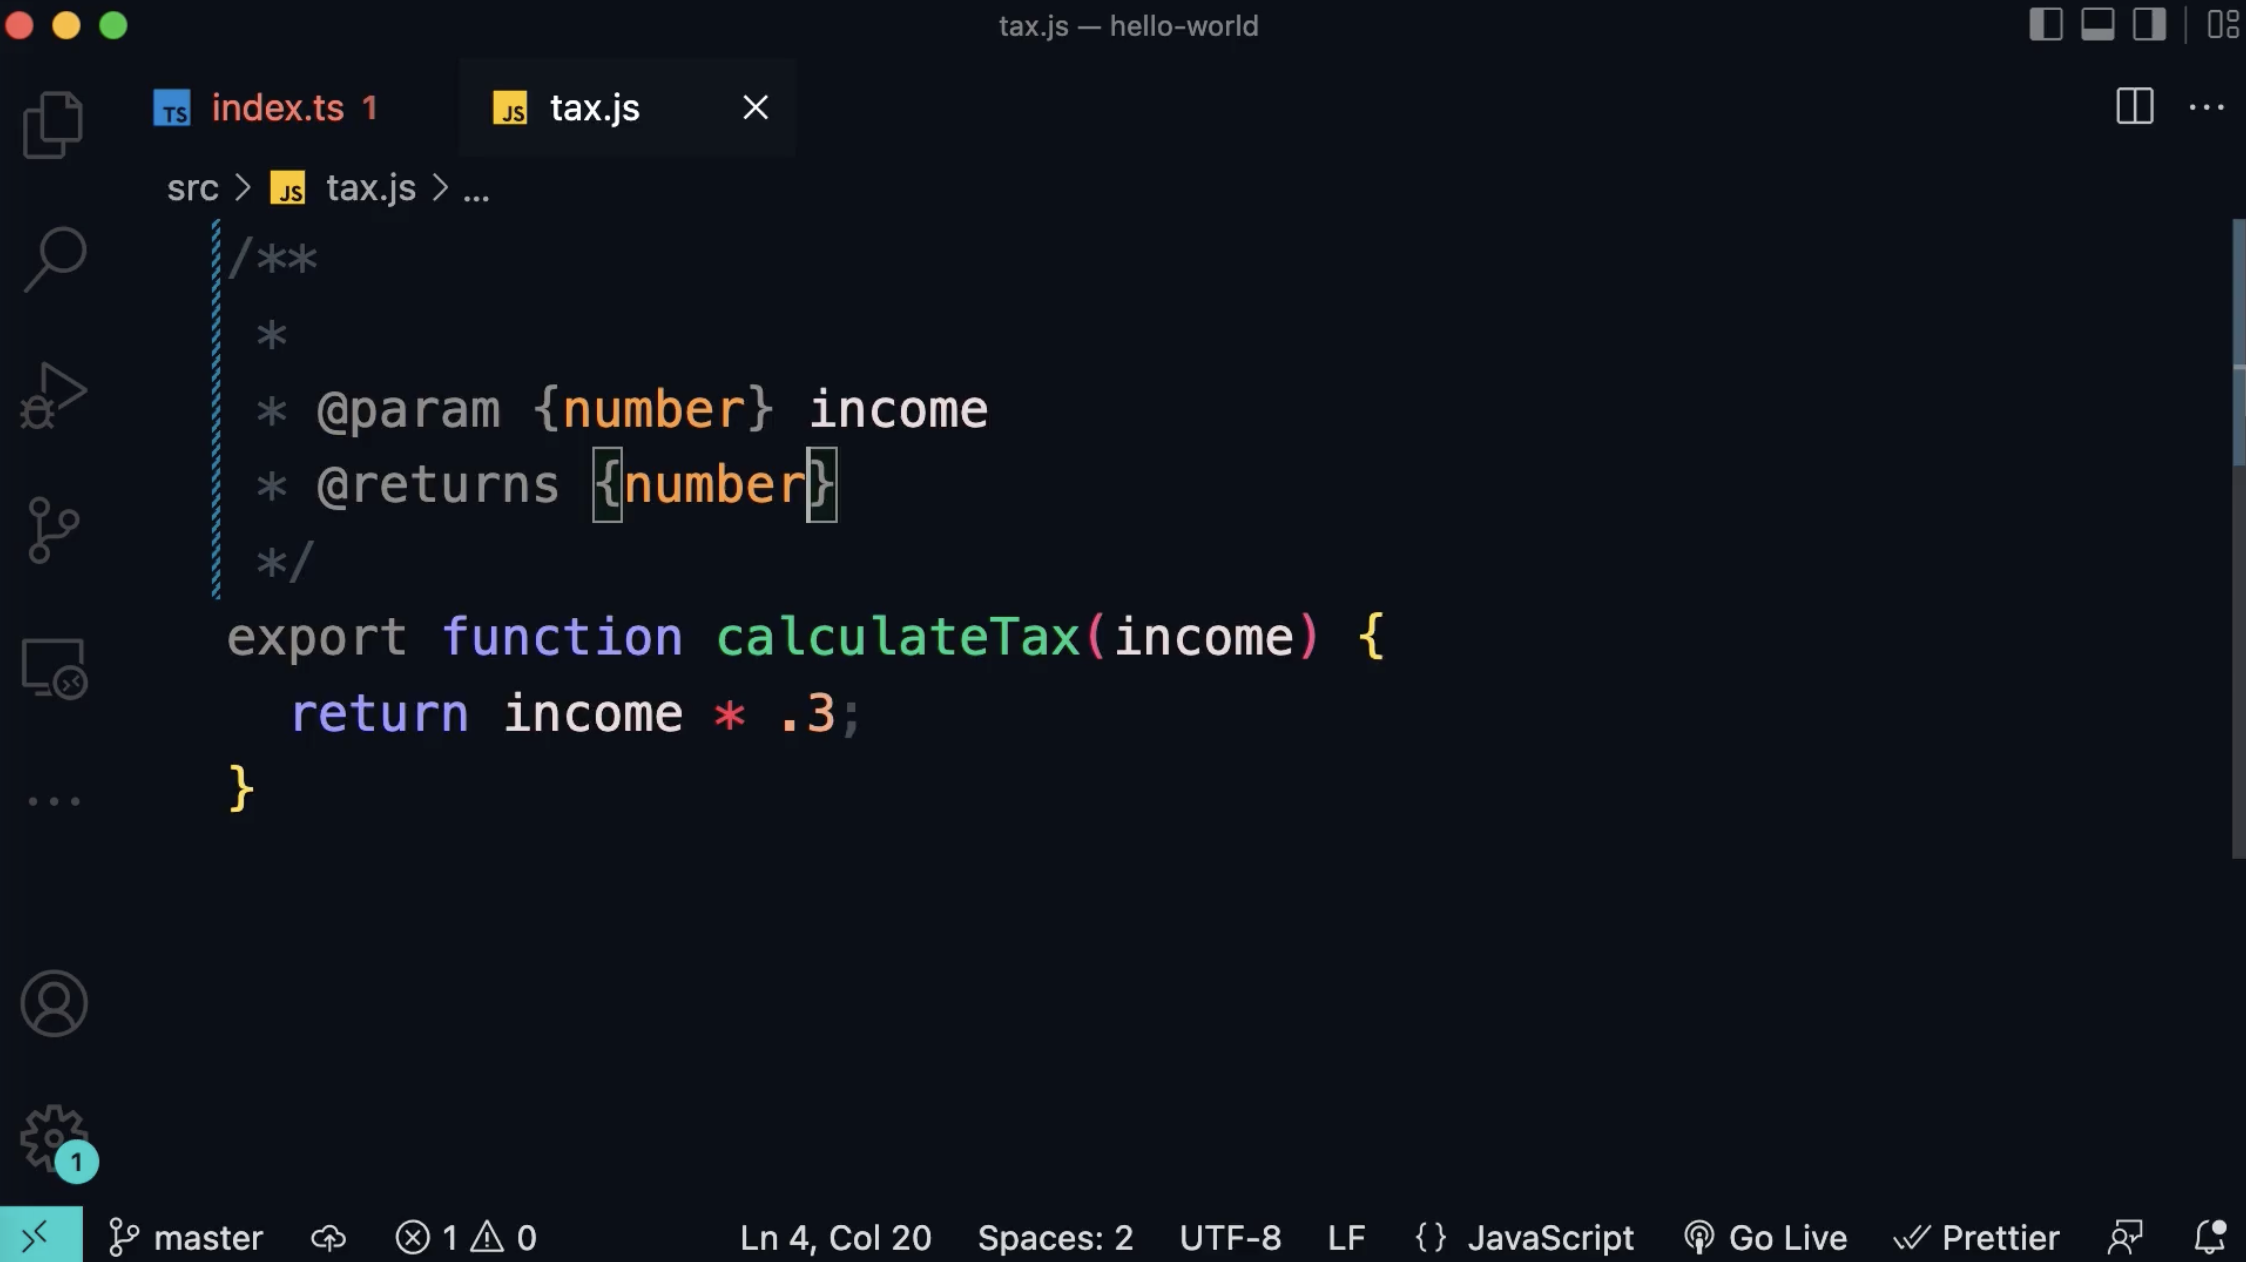 tax.js — hello-world
TS index.ts 1
JS tax.js
src > JS tax.js > ...
/**
*
* @param {number} income
* @returns {number}
*/
export function calculateTax(income) {
return income * .3;
}
1
master 1 0 Ln 4, Col 20 Spaces: 2 UTF-8 LF {} JavaScript Go Live Prettier